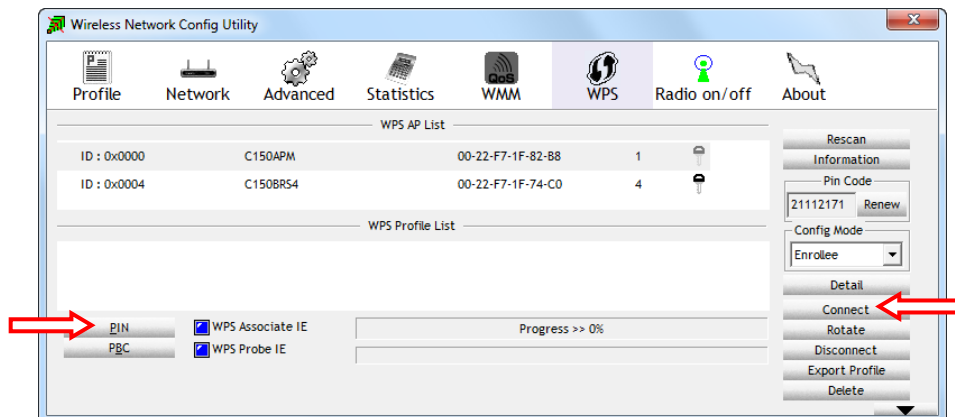 Wireless Network Config Utility
Profile Network Advanced Statistics QoS WMM WPS Radio on/off About
WPS AP List
ID : 0x0000 C150APM 00-22-F7-1F-82-B8 1
ID : 0x0004 C150BRS4 00-22-F7-1F-74-C0 4
WPS Profile List
PIN WPS Associate IE Progress >> 0%
PBC WPS Probe IE
Rescan
Information
Pin Code
21112171 Renew
Config Mode
Enrollee
Detail
Connect
Rotate
Disconnect
Export Profile
Delete